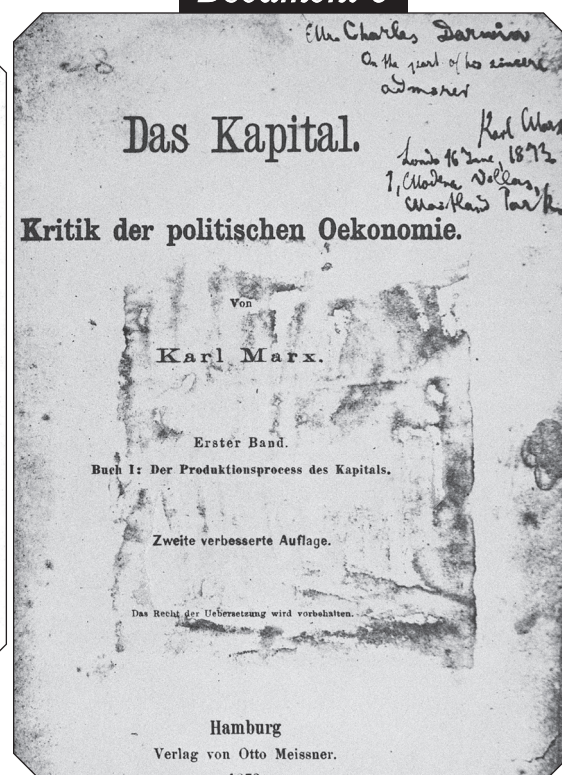 Mr. Charles Darwin
On the part of his sincere
admirer
Karl Marx
London 16 June, 1873
1, Modena Villas,
Maitland Park
Das Kapital.
Kritik der politischen Oekonomie.
Von
Karl Marx.
Erster Band.
Buch I: Der Produktionsprocess des Kapitals.
Zweite verbesserte Auflage.
Das Recht der Uebersetzung wird vorbehalten.
Hamburg
Verlag von Otto Meissner.